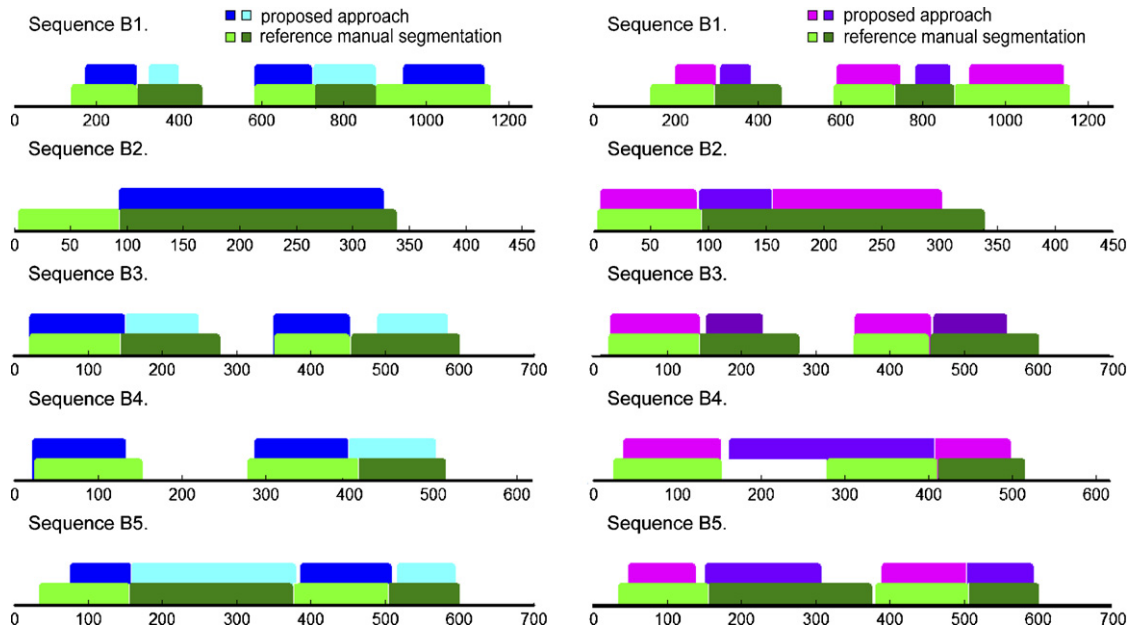 Sequence B1.
proposed approach
reference manual segmentation
0 200 400 600 800 1000 1200
Sequence B2.
0 50 100 150 200 250 300 350 400 450
Sequence B3.
0 100 200 300 400 500 600 700
Sequence B4.
0 100 200 300 400 500 600
Sequence B5.
0 100 200 300 400 500 600 700
Sequence B1.
proposed approach
reference manual segmentation
0 200 400 600 800 1000 1200
Sequence B2.
0 50 100 150 200 250 300 350 400 450
Sequence B3.
0 100 200 300 400 500 600 700
Sequence B4.
0 100 200 300 400 500 600
Sequence B5.
0 100 200 300 400 500 600 700